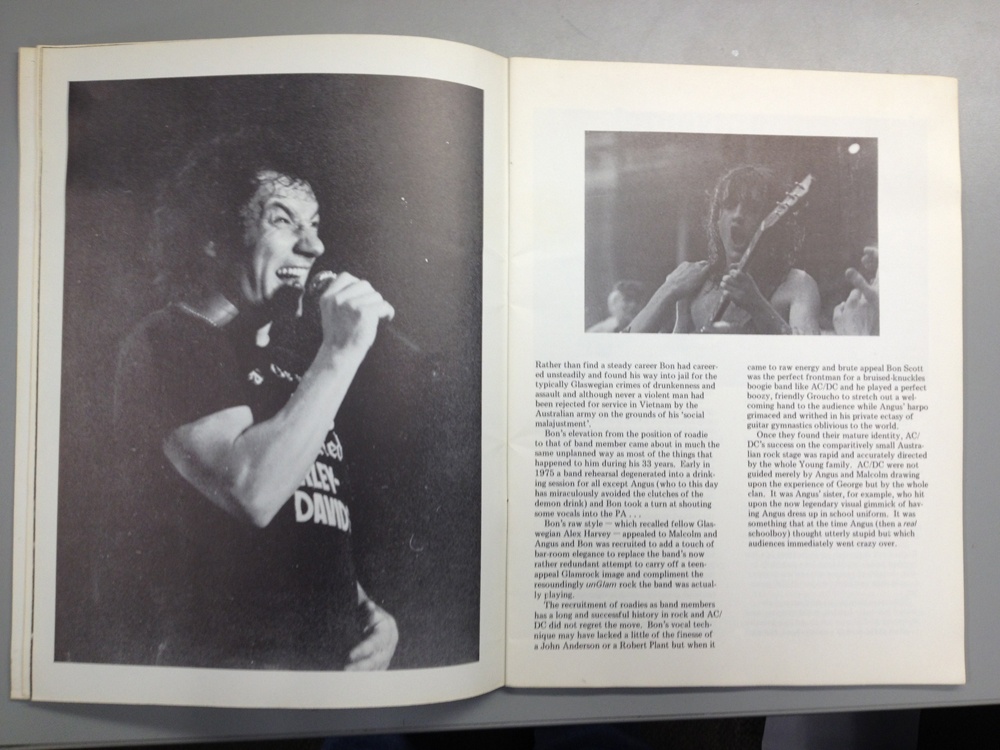 RLEY-
DAVID
Rather than find a steady career Bon had career-
ed unsteadily and found his way into jail for the
typically Glaswegian crimes of drunkenness and
assault and although never a violent man had
been rejected for service in Vietnam by the
Australian army on the grounds of his 'social
malajustment'.
Bon's elevation from the position of roadie
to that of band member came about in much the
same unplanned way as most of the things that
happened to him during his 33 years. Early in
1975 a band rehearsal degenerated into a drink-
ing session for all except Angus (who to this day
has miraculously avoided the clutches of the
demon drink) and Bon took a turn at shouting
some vocals into the PA . . .
Bon's raw style — which recalled fellow Glas-
wegian Alex Harvey — appealed to Malcolm and
Angus and Bon was recruited to add a touch of
bar-room elegance to replace the band's now
rather redundant attempt to carry off a teen-
appeal Glamrock image and compliment the
resoundingly unGlam rock the band was actual-
ly playing.
The recruitment of roadies as band members
has a long and successful history in rock and AC/
DC did not regret the move. Bon's vocal tech-
nique may have lacked a little of the finesse of
a John Anderson or a Robert Plant but when it
came to raw energy and brute appeal Bon Scott
was the perfect frontman for a bruised-knuckles
boogie band like AC/DC and he played a perfect
boozy, friendly Groucho to stretch out a wel-
coming hand to the audience while Angus' harpo
grimaced and writhed in his private ectasy of
guitar gymnastics oblivious to the world.
Once they found their mature identity, AC/
DC's success on the comparitively small Austra-
lian rock stage was rapid and accurately directed
by the whole Young family. AC/DC were not
guided merely by Angus and Malcolm drawing
upon the experience of George but by the whole
clan. It was Angus' sister, for example, who hit
upon the now legendary visual gimmick of hav-
ing Angus dress up in school uniform. It was
something that at the time Angus (then a real
schoolboy) thought utterly stupid but which
audiences immediately went crazy over.